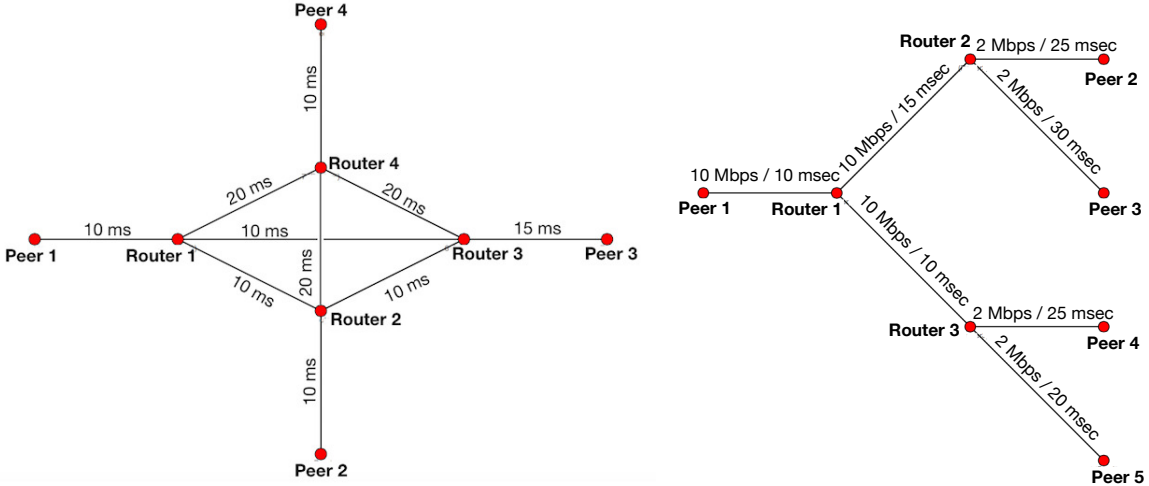 Peer 4
10 ms
Router 4
20 ms
20 ms
10 ms
10 ms
15 ms
Peer 1
Router 1
Router 3
Peer 3
20 ms
10 ms
10 ms
Router 2
10 ms
Peer 2
Router 2
2 Mbps / 25 msec
Peer 2
10 Mbps / 15 msec
2 Mbps / 30 msec
10 Mbps / 10 msec
Peer 1
Router 1
Peer 3
10 Mbps / 10 msec
2 Mbps / 25 msec
Router 3
Peer 4
2 Mbps / 20 msec
Peer 5